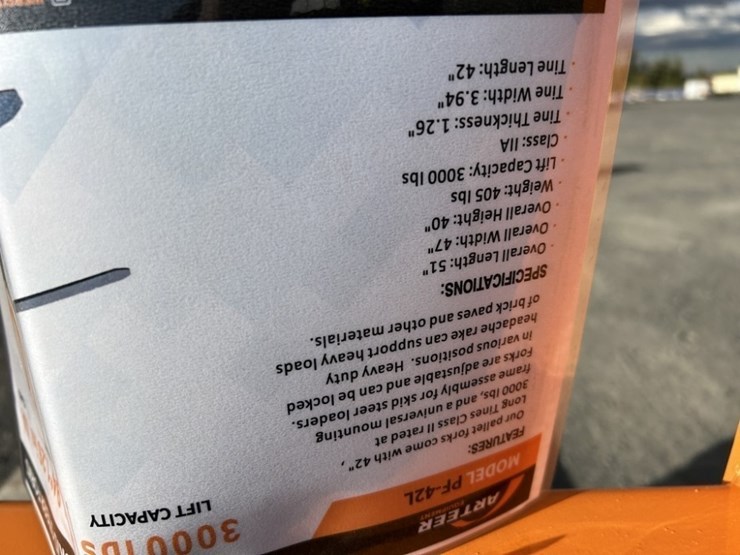 ARTEER
MODEL PF-42L
3000 lbs
LIFT CAPACITY
FEATURES:
Our pallet forks come with 42",
Long Tines Class II rated at
3000 lbs, and a universal mounting
frame assembly for skid steer loaders.
Forks are adjustable and can be locked
in various positions. Heavy duty
headache rake can support heavy loads
of brick paves and other materials.
SPECIFICATIONS:
· Overall Length: 51"
· Overall Width: 47"
· Overall Height: 40"
· Weight: 405 lbs
· Lift Capacity: 3000 lbs
· Class: IIA
· Tine Thickness: 1.26"
· Tine Width: 3.94"
· Tine Length: 42"